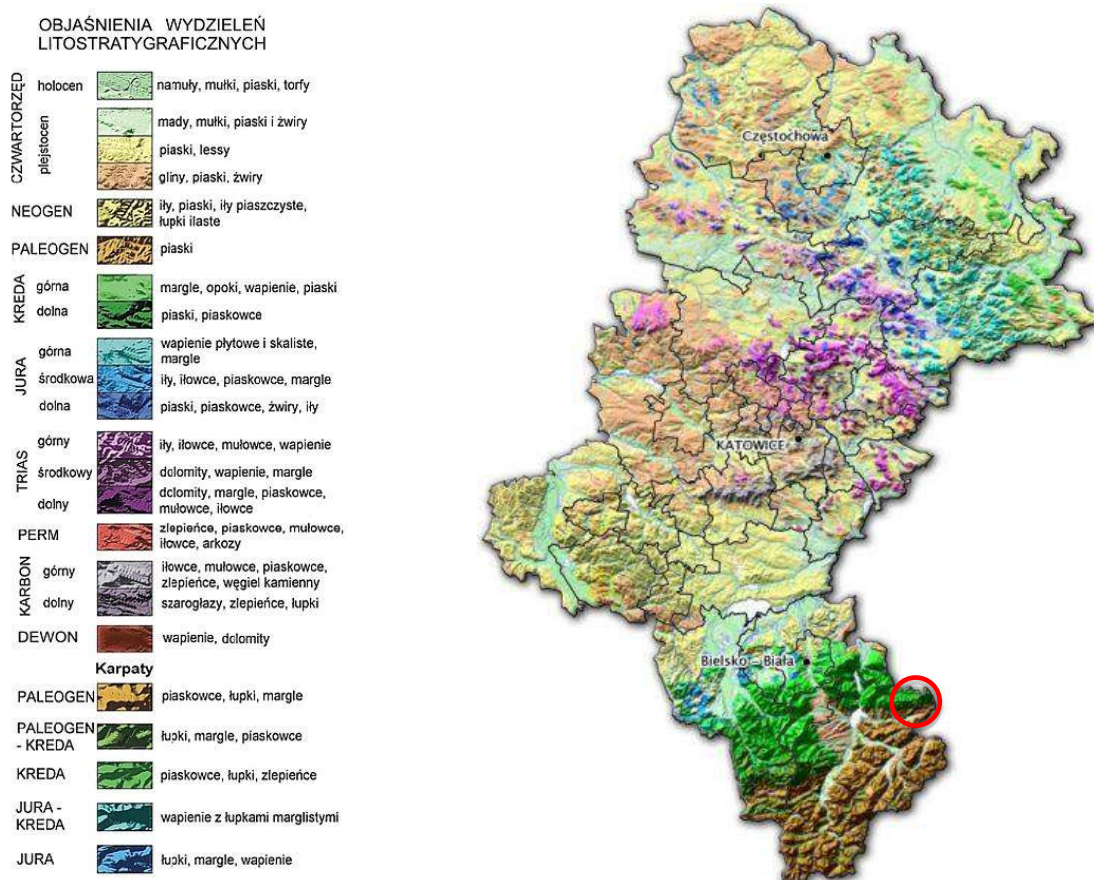 OBJAŚNIENIA WYDZIELEŃ
LITOSTRATYGRAFICZNYCH
CZWARTORZĘD
holocen
namuły, mułki, piaski, torfy
plejstocen
mady, mułki, piaski i żwiry
piaski, lessy
gliny, piaski, żwiry
NEOGEN
iły, piaski, iły piaszczyste,
łupki ilaste
PALEOGEN
piaski
KREDA
górna
margle, opoki, wapienie, piaski
dolna
piaski, piaskowce
JURA
górna
wapienie płytowe i skaliste,
margle
środkowa
iły, iłowce, piaskowce, margle
dolna
piaski, piaskowce, żwiry, iły
TRIAS
górny
iły, iłowce, mułowce, wapienie
środkowy
dolomity, wapienie, margle
dolny
dolomity, margle, piaskowce,
mułowce, iłowce
PERM
zlepieńce, piaskowce, mułowce,
iłowce, arkozy
KARBON
górny
iłowce, mułowce, piaskowce,
zlepieńce, węgiel kamienny
dolny
szarogłazy, zlepieńce, łupki
DEWON
wapienie, dolomity
Karpaty
PALEOGEN
piaskowce, łupki, margle
PALEOGEN
- KREDA
łupki, margle, piaskowce
KREDA
piaskowce, łupki, zlepieńce
JURA -
KREDA
wapienie z łupkami marglistymi
JURA
łupki, margle, wapienie
Częstochowa
KATOWICE
Bielsko - Biała